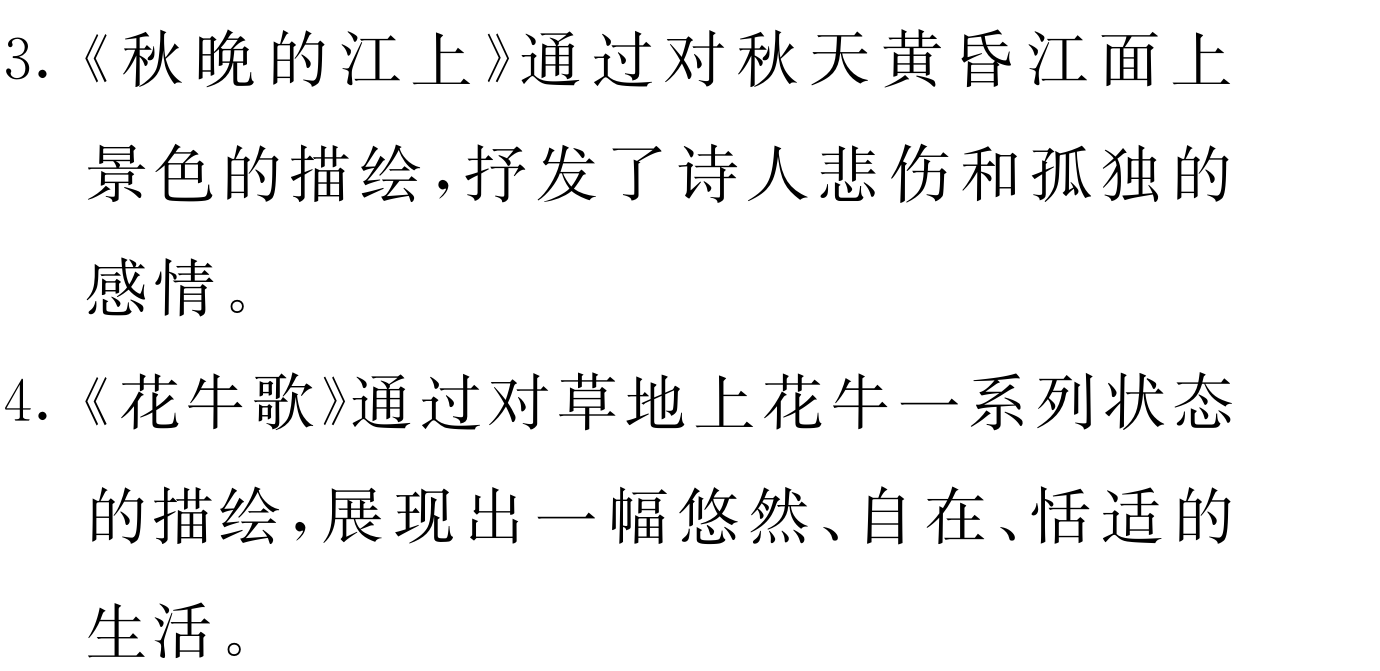 3.《秋晚的江上》通过对秋天黄昏江面上
景色的描绘,抒发了诗人悲伤和孤独的
感情。
4.《花牛歌》通过对草地上花牛一系列状态
的描绘,展现出一幅悠然、自在、恬适的
生活。